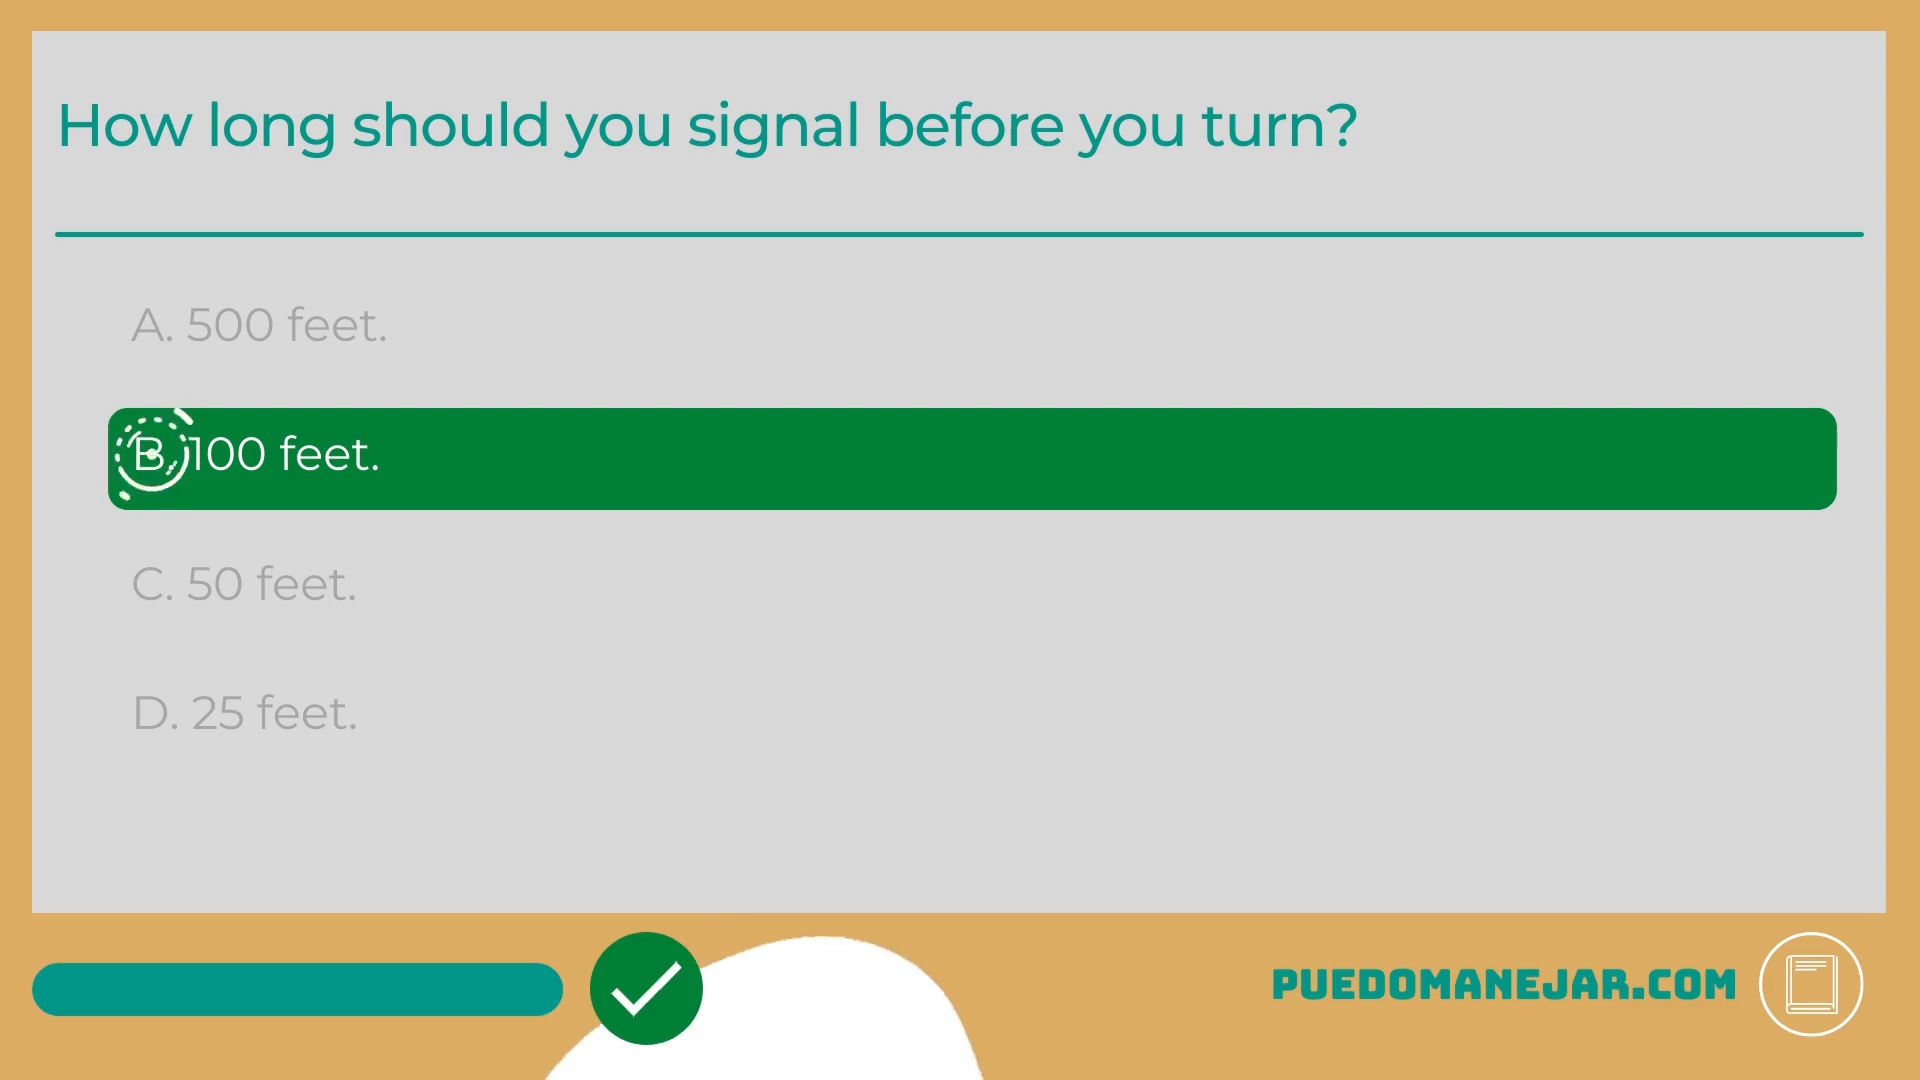 How long should you signal before you turn?
A. 500 feet.
B. 100 feet.
C. 50 feet.
D. 25 feet.
PUEDOMANEJAR.COM